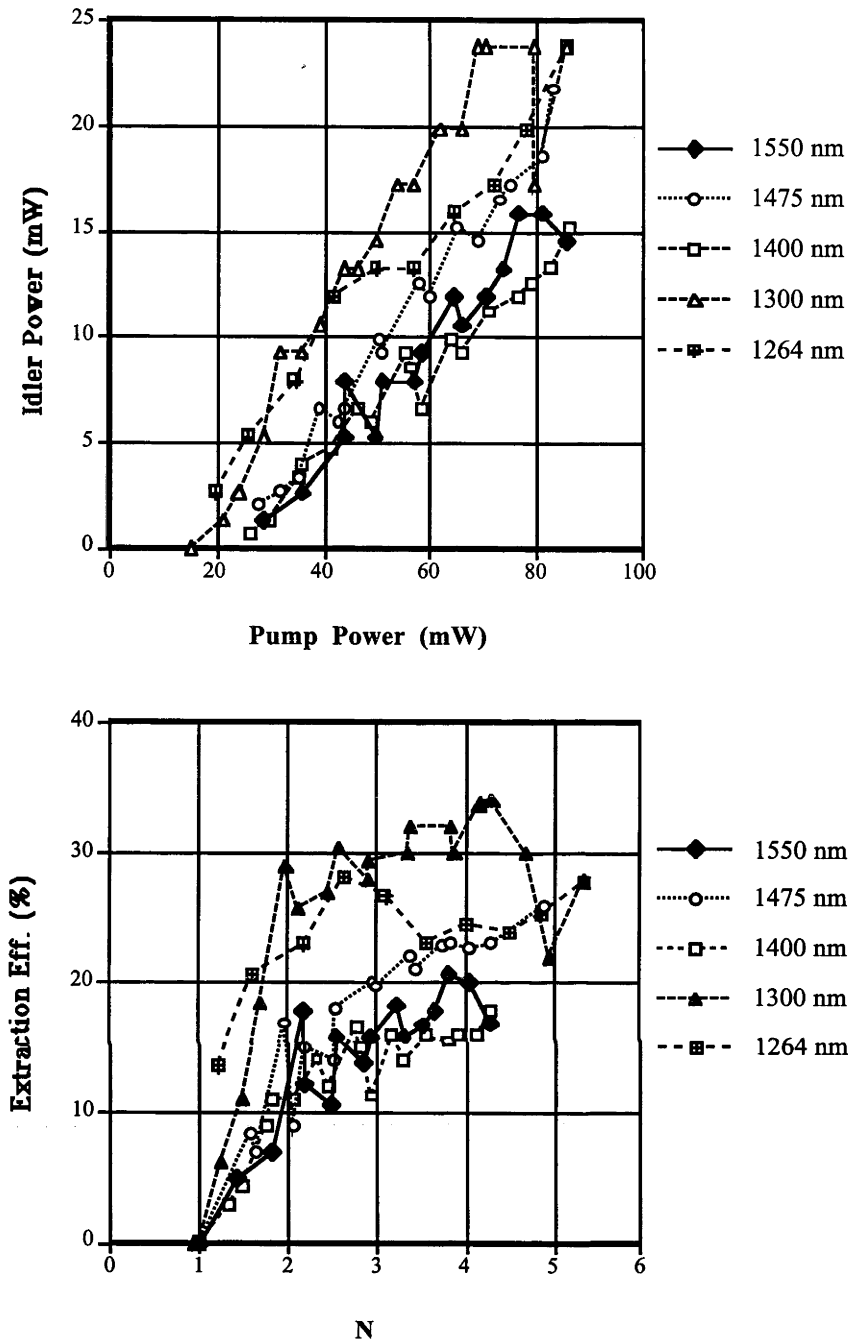 25
20
15
10
5
0
0 20 40 60 80 100
Idler Power (mW)
Pump Power (mW)
1550 nm
1475 nm
1400 nm
1300 nm
1264 nm
40
30
20
10
0
0 1 2 3 4 5 6
Extraction Eff. (%)
N
1550 nm
1475 nm
1400 nm
1300 nm
1264 nm